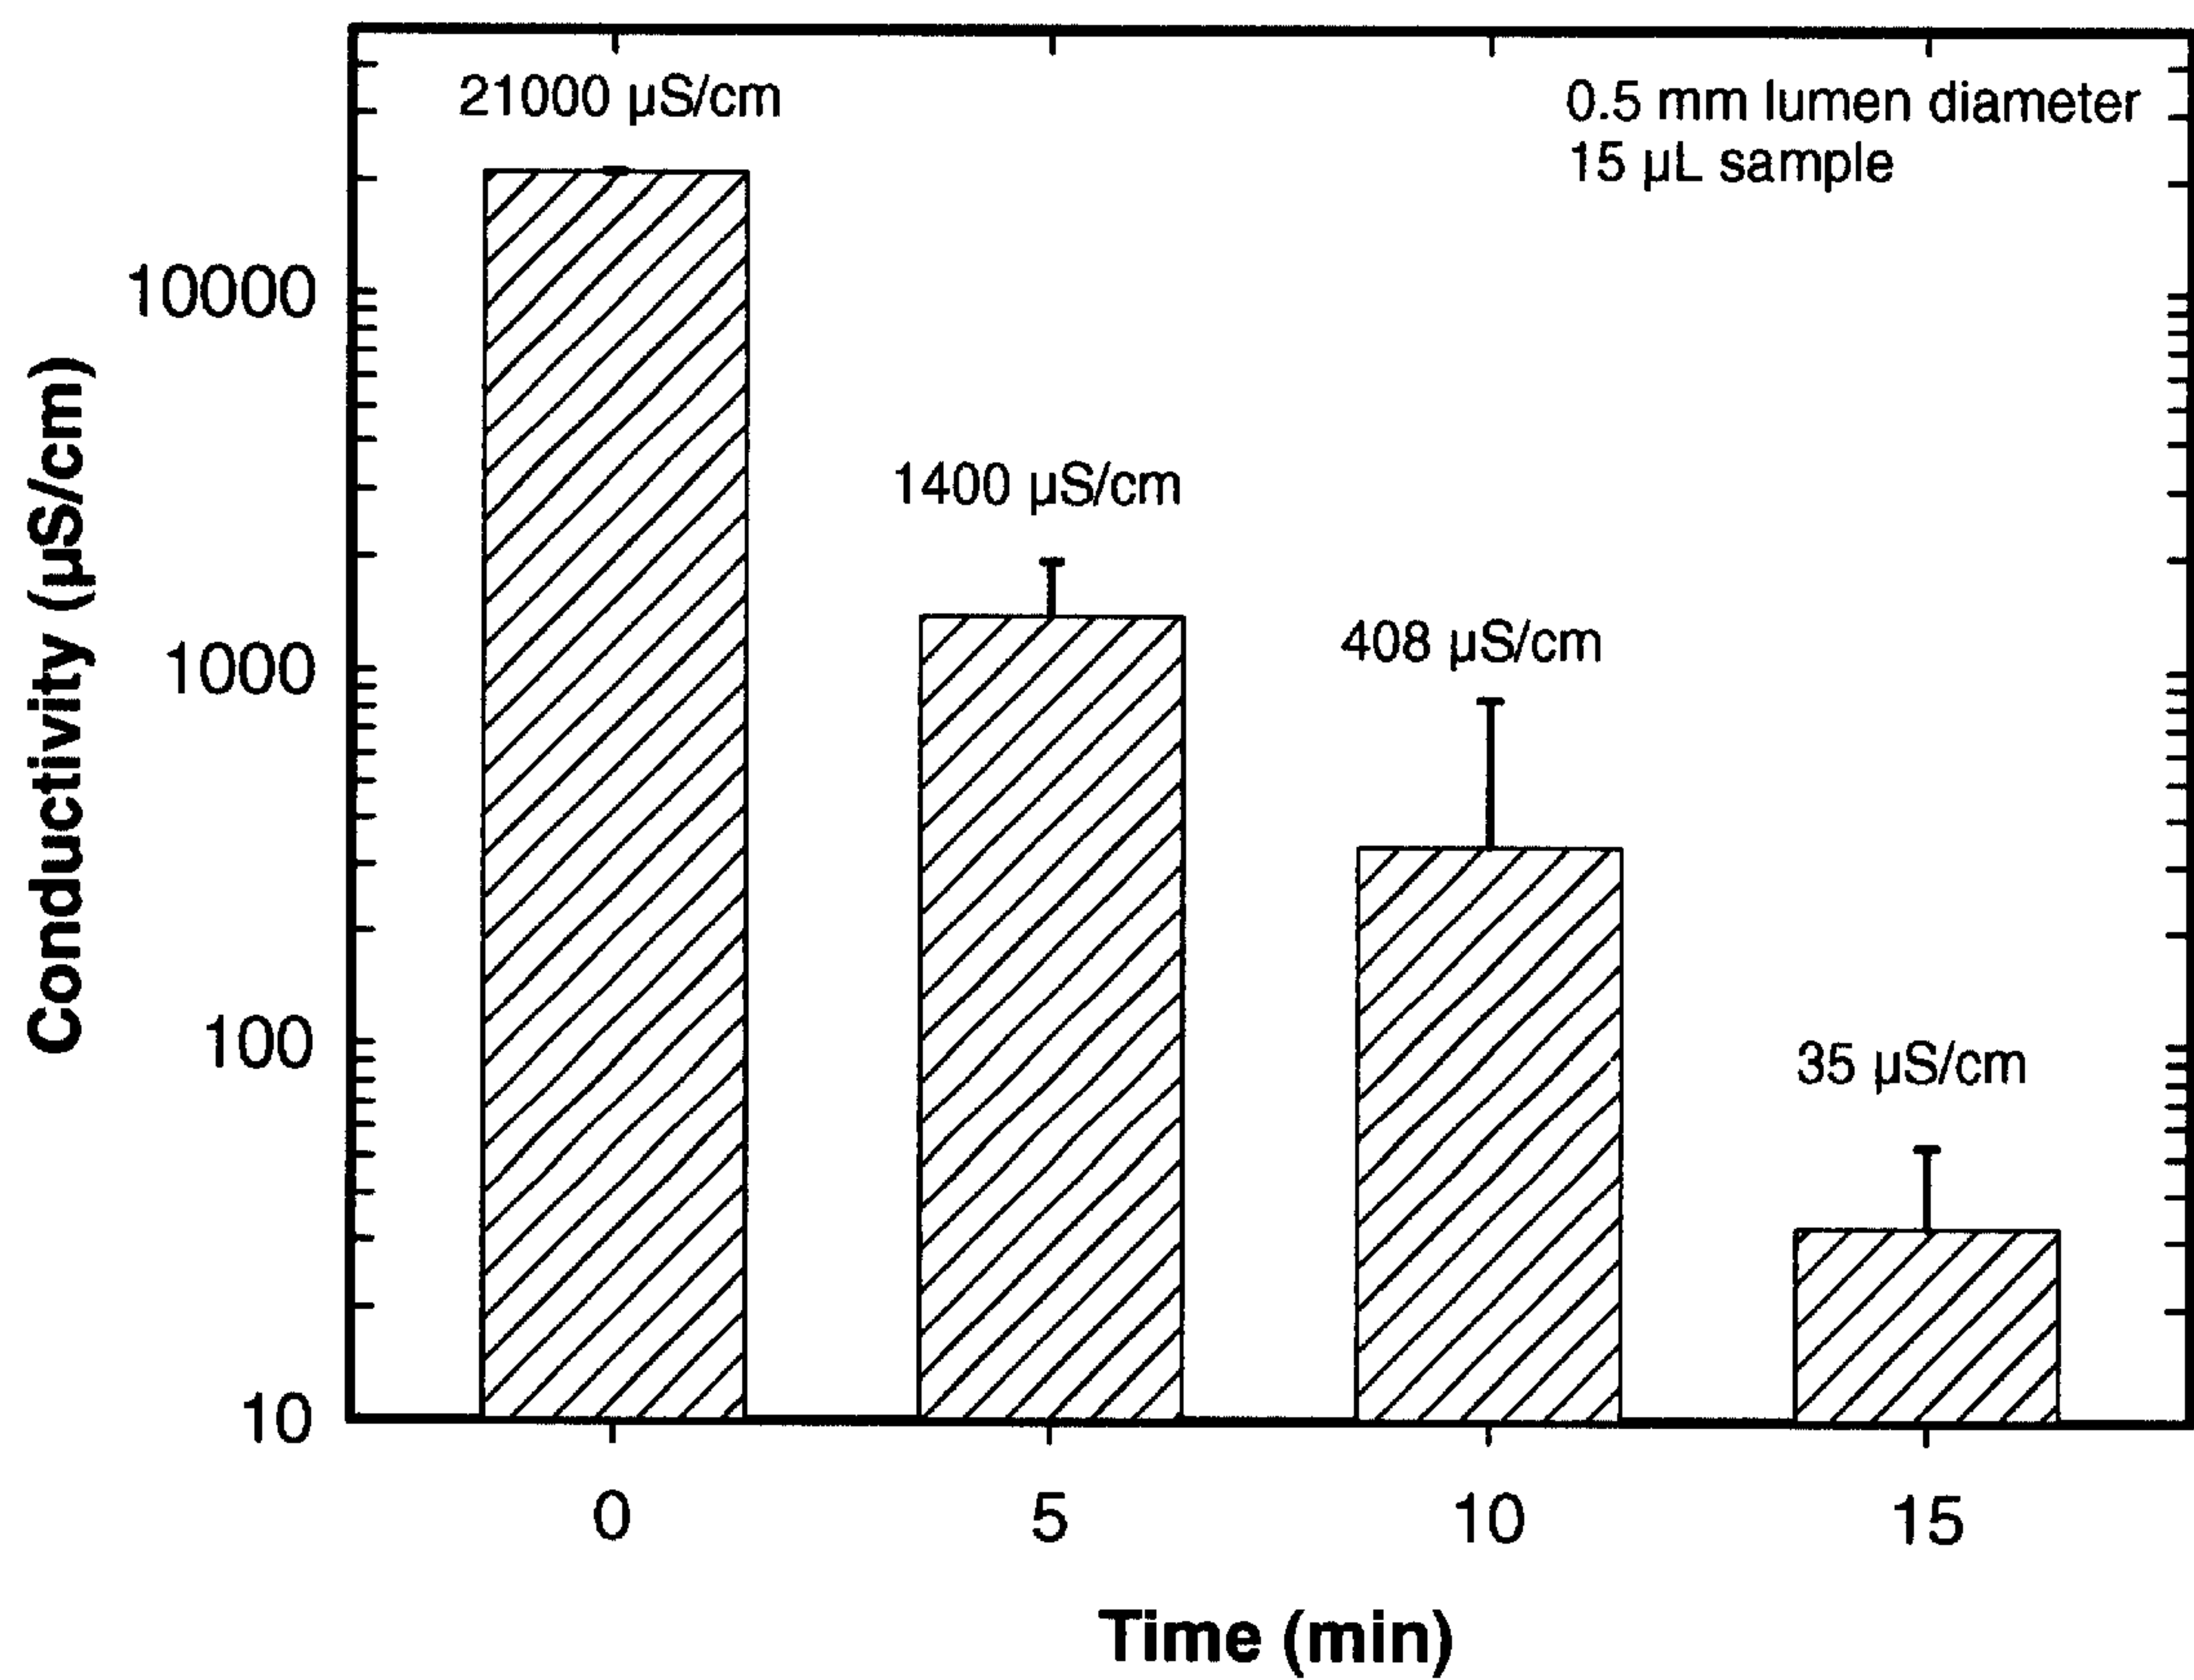 21000 µS/cm
0.5 mm lumen diameter
15 µL sample
10000
1400 µS/cm
1000
408 µS/cm
100
35 µS/cm
10
Conductivity (µS/cm)
0
5
10
15
Time (min)